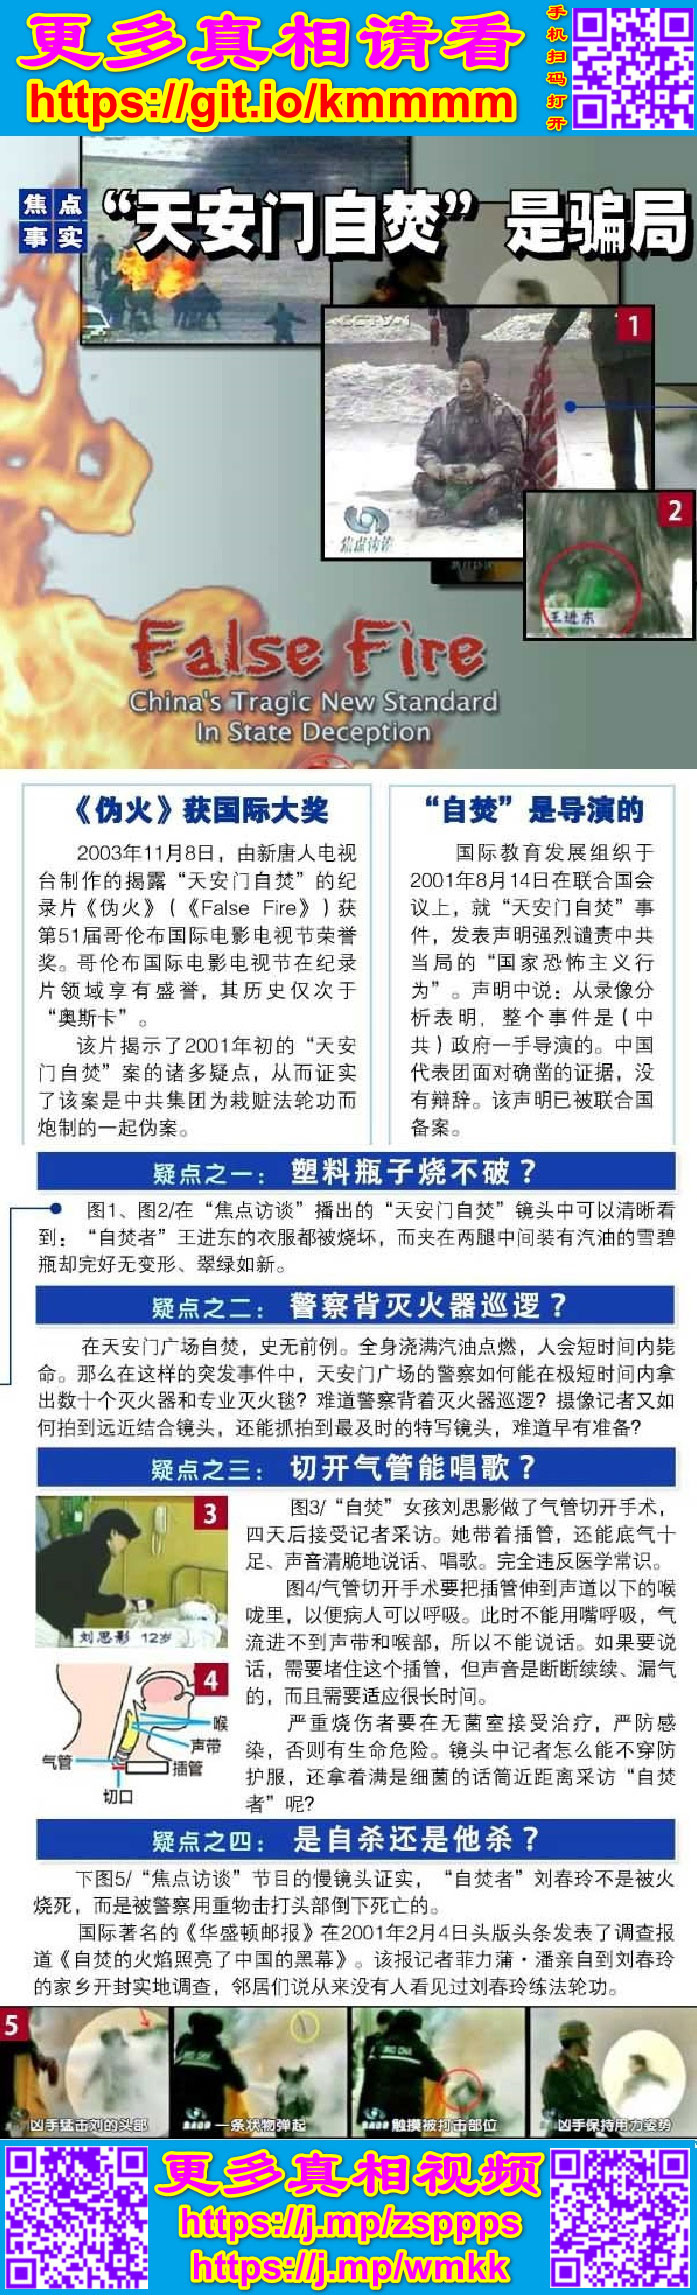 更多真相请看
https://git.io/kmmmm
手机扫码打开
焦点
事实
“天安门自焚”是骗局
1
焦点访谈
2
王进东
False Fire
China's Tragic New Standard
In State Deception
《伪火》获国际大奖
2003年11月8日，由新唐人电视
台制作的揭露“天安门自焚”的纪
录片《伪火》（《False Fire》）获
第51届哥伦布国际电影电视节荣誉
奖。哥伦布国际电影电视节在纪录
片领域享有盛誉，其历史仅次于
“奥斯卡”。
该片揭示了2001年初的“天安
门自焚”案的诸多疑点，从而证实
了该案是中共集团为栽赃法轮功而
炮制的一起伪案。
“自焚”是导演的
国际教育发展组织于
2001年8月14日在联合国会
议上，就“天安门自焚”事
件，发表声明强烈谴责中共
当局的“国家恐怖主义行
为”。声明中说：从录像分
析表明，整个事件是（中
共）政府一手导演的。中国
代表团面对确凿的证据，没
有辩辞。该声明已被联合国
备案。
疑点之一：塑料瓶子烧不破？
图1、图2/在“焦点访谈”播出的“天安门自焚”镜头中可以清晰看
到：“自焚者”王进东的衣服都被烧坏，而夹在两腿中间装有汽油的雪碧
瓶却完好无变形、翠绿如新。
疑点之二：警察背灭火器巡逻？
在天安门广场自焚，史无前例。全身浇满汽油点燃，人会短时间内毙
命。那么在这样的突发事件中，天安门广场的警察如何能在极短时间内拿
出数十个灭火器和专业灭火毯？难道警察背着灭火器巡逻？摄像记者又如
何拍到远近结合镜头，还能抓拍到最及时的特写镜头，难道早有准备？
疑点之三：切开气管能唱歌？
3
刘思影 12岁
图3/“自焚”女孩刘思影做了气管切开手术，
四天后接受记者采访。她带着插管，还能底气十
足、声音清脆地说话、唱歌。完全违反医学常识。
图4/气管切开手术要把插管伸到声道以下的喉
咙里，以便病人可以呼吸。此时不能用嘴呼吸，气
流进不到声带和喉部，所以不能说话。如果要说
话，需要堵住这个插管，但声音是断断续续、漏气
的，而且需要适应很长时间。
严重烧伤者要在无菌室接受治疗，严防感
染，否则有生命危险。镜头中记者怎么能不穿防
护服，还拿着满是细菌的话筒近距离采访“自焚
者”呢？
4
喉
声带
气管
插管
切口
疑点之四：是自杀还是他杀？
下图5/“焦点访谈”节目的慢镜头证实，“自焚者”刘春玲不是被火
烧死，而是被警察用重物击打头部倒下死亡的。
国际著名的《华盛顿邮报》在2001年2月4日头版头条发表了调查报
道《自焚的火焰照亮了中国的黑幕》。该报记者菲力蒲·潘亲自到刘春玲
的家乡开封实地调查，邻居们说从来没有人看见过刘春玲练法轮功。
5
凶手猛击刘的头部
一条状物弹起
触摸被打击部位
凶手保持用力姿势
更多真相视频
https://j.mp/zsppps
https://j.mp/wmkk